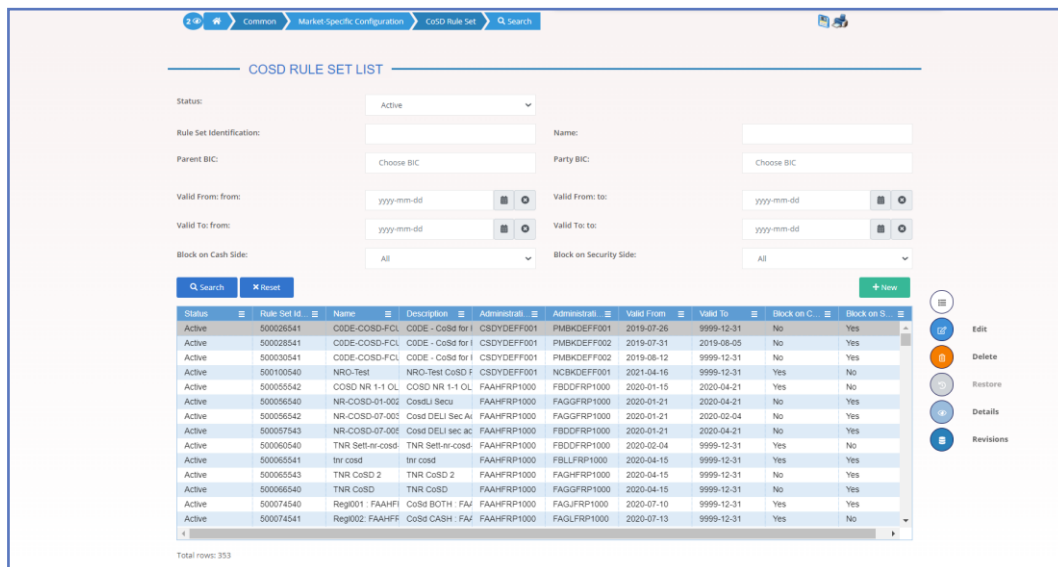 2 Common Market-Specific Configuration CoSD Rule Set Search
COSD RULE SET LIST
Status: Active
Rule Set Identification: Name:
Parent BIC: Choose BIC Party BIC: Choose BIC
Valid From: from: yyyy-mm-dd Valid From: to: yyyy-mm-dd
Valid To: from: yyyy-mm-dd Valid To: to: yyyy-mm-dd
Block on Cash Side: All Block on Security Side: All
Search Reset + New
Status Rule Set Id... Name Description Administrati... Administrati... Valid From Valid To Block on C... Block on S...
Active 500026541 C0DE-COSD-FCL C0DE - CoSd for I CSDYDEFF001 PMBKDEFF001 2019-07-26 9999-12-31 No Yes
Active 500028541 C0DE-COSD-FCL C0DE - CoSd for I CSDYDEFF001 PMBKDEFF002 2019-07-31 2019-08-05 No Yes
Active 500030541 C0DE-COSD-FCL C0DE - CoSd for I CSDYDEFF001 PMBKDEFF002 2019-08-12 9999-12-31 No Yes
Active 500100540 NRO-Test NRO-Test CoSD F CSDYDEFF001 NCBKDEFF001 2021-04-16 9999-12-31 Yes No
Active 500055542 COSD NR 1-1 OL COSD NR 1-1 OL FAAHFRP1000 FBDDFRP1000 2020-01-15 2020-04-21 Yes No
Active 500056540 NR-COSD-01-002 CosdLi Secu FAAHFRP1000 FAGGFRP1000 2020-01-21 2020-04-21 No Yes
Active 500056542 NR-COSD-07-003 Cosd DELI Sec Ac FAAHFRP1000 FAGGFRP1000 2020-01-21 2020-02-04 No Yes
Active 500057543 NR-COSD-07-005 Cosd DELI sec ac FAAHFRP1000 FBDDFRP1000 2020-01-21 2020-04-21 No Yes
Active 500060540 TNR Sett-nr-cosd- TNR Sett-nr-cosd- FAAHFRP1000 FBDDFRP1000 2020-02-04 9999-12-31 Yes No
Active 500065541 tnr cosd tnr cosd FAAHFRP1000 FBLLFRP1000 2020-04-15 9999-12-31 Yes Yes
Active 500065543 TNR CoSD 2 TNR CoSD 2 FAAHFRP1000 FAGHFRP1000 2020-04-15 9999-12-31 No Yes
Active 500066540 TNR CoSD TNR CoSD FAAHFRP1000 FAGGFRP1000 2020-04-15 9999-12-31 No Yes
Active 500074540 Regl001 : FAAHFI CoSd BOTH : FAA FAAHFRP1000 FAGJFRP1000 2020-07-10 9999-12-31 Yes Yes
Active 500074541 Regl002: FAAHFF CoSd CASH : FAA FAAHFRP1000 FAGLFRP1000 2020-07-13 9999-12-31 Yes No
Edit
Delete
Restore
Details
Revisions
Total rows: 353